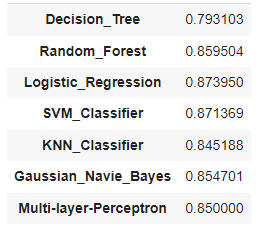 Decision_Tree 0.793103
Random_Forest 0.859504
Logistic_Regression 0.873950
SVM_Classifier 0.871369
KNN_Classifier 0.845188
Gaussian_Navie_Bayes 0.854701
Multi-layer-Perceptron 0.850000